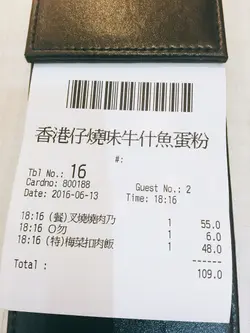 香港仔燒味牛什魚蛋粉
#:
Tbl No.: 16
Cardno: 800188 Guest No.: 2
Date: 2016-06-13 Time: 18:16
18:16 (餐)叉燒燒肉乃 1 55.0
18:16 O勿 1 6.0
18:16 (特)梅菜扣肉飯 1 48.0
Total : 109.0